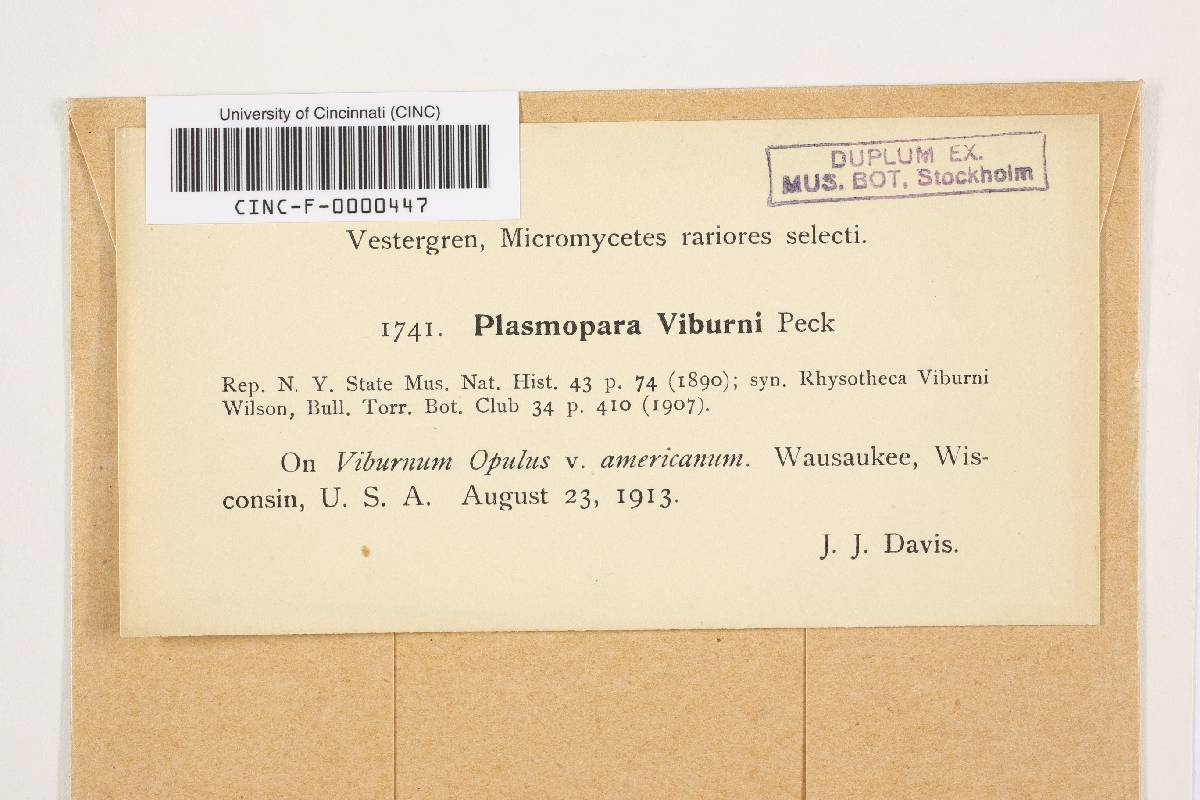 University of Cincinnati (CINC)
CINC-F-0000447
DUPLUM EX.
MUS. BOT. Stockholm
Vestergren, Micromycetes rariores selecti.
1741. Plasmopara Viburni Peck
Rep. N. Y. State Mus. Nat. Hist. 43 p. 74 (1890); syn. Rhysotheca Viburni
Wilson, Bull. Torr. Bot. Club 34 p. 410 (1907).
On Viburnum Opulus v. americanum. Wausaukee, Wis-
consin, U. S. A. August 23, 1913.
J. J. Davis.